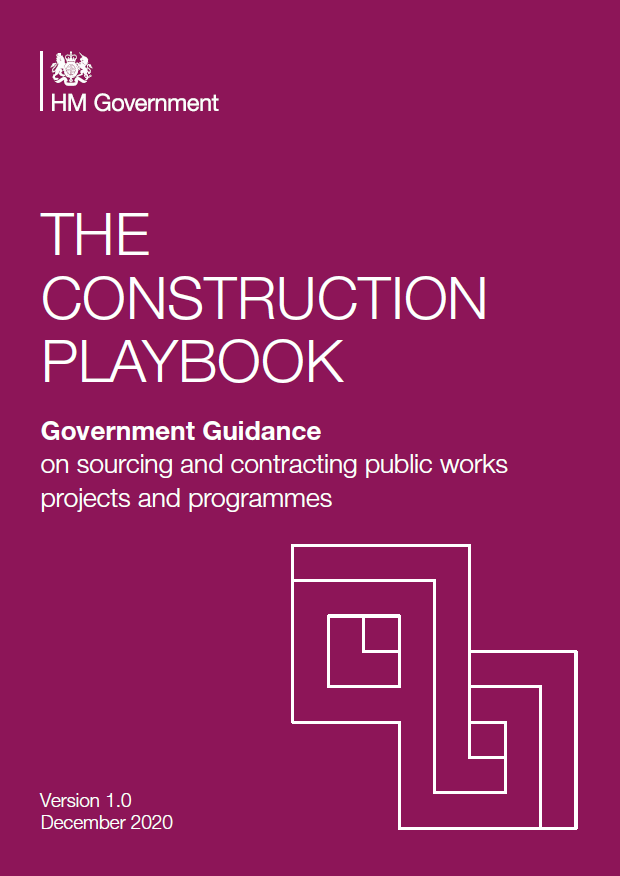 HM Government
THE
CONSTRUCTION
PLAYBOOK
Government Guidance
on sourcing and contracting public works
projects and programmes
Version 1.0
December 2020